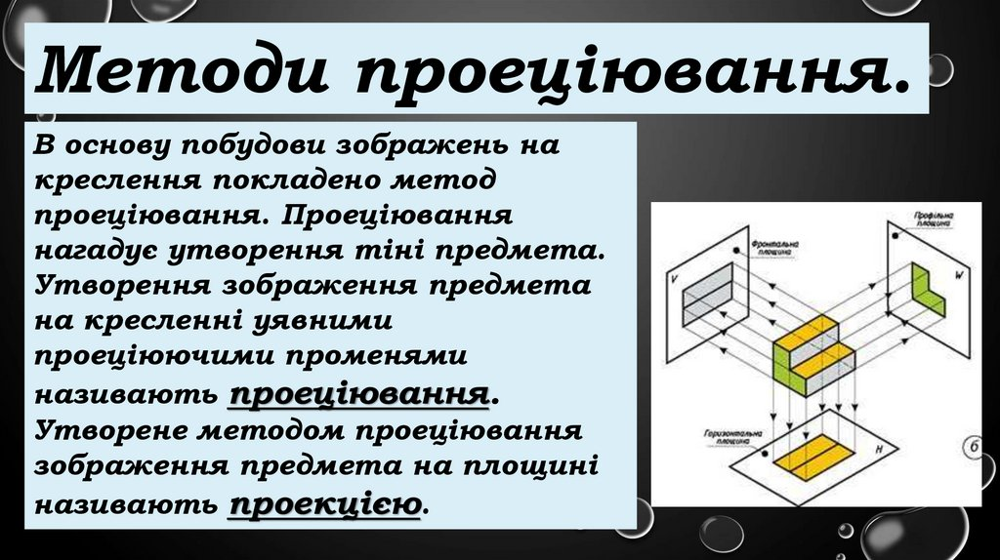 Методи проеціювання.
В основу побудови зображень на
креслення покладено метод
проеціювання. Проеціювання
нагадує утворення тіні предмета.
Утворення зображення предмета
на кресленні уявними
проеціюючими променями
називають проеціювання.
Утворене методом проеціювання
зображення предмета на площині
називають проекцією.
Профільна
площина
Фронтальна
площина
V
W
Горизонтальна
площина
H
б